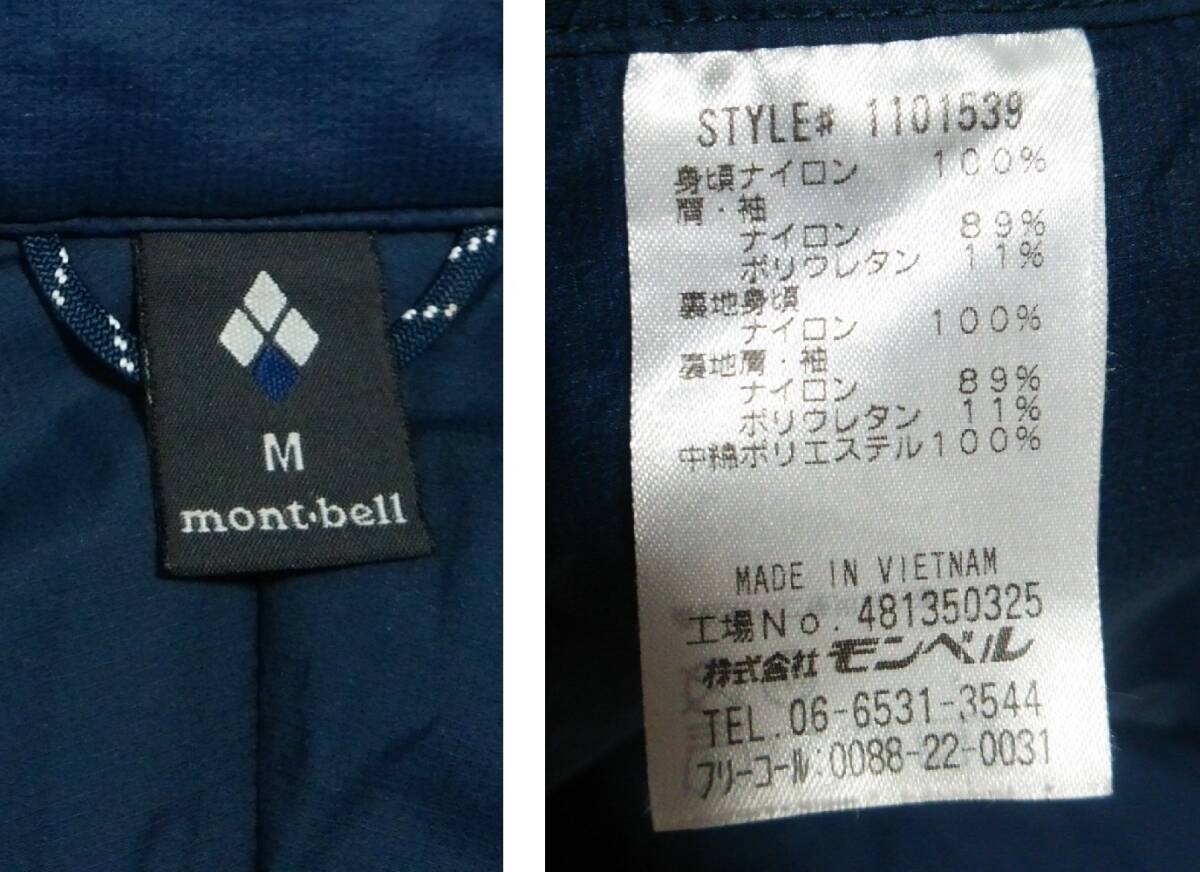 M
mont·bell
STYLE# 1101539
身頃ナイロン 100%
肩・袖
ナイロン 89%
ポリウレタン 11%
裏地身頃
ナイロン 100%
裏地肩・袖
ナイロン 89%
ポリウレタン 11%
中綿ポリエステル100%
MADE IN VIETNAM
工場No. 481350325
株式会社 モンベル
TEL. 06-6531-3544
フリーコール:0088-22-0031